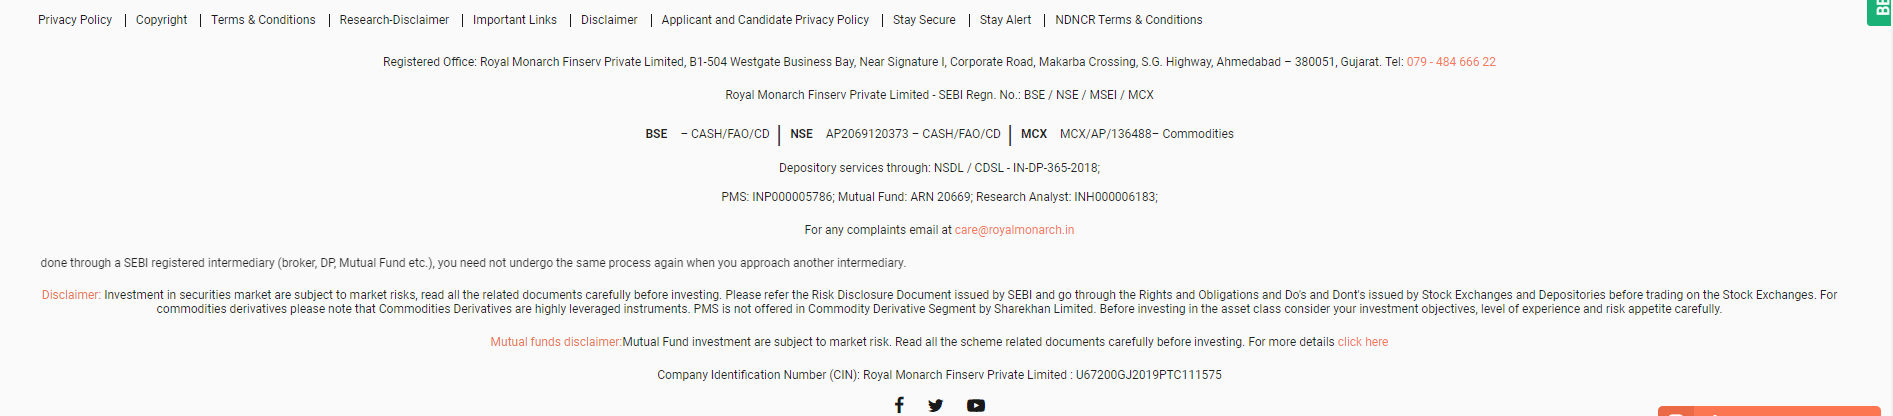 Privacy Policy | Copyright | Terms & Conditions | Research-Disclaimer | Important Links | Disclaimer | Applicant and Candidate Privacy Policy | Stay Secure | Stay Alert | NDNCR Terms & Conditions
Registered Office: Royal Monarch Finserv Private Limited, B1-504 Westgate Business Bay, Near Signature I, Corporate Road, Makarba Crossing, S.G. Highway, Ahmedabad – 380051, Gujarat. Tel: 079 - 484 666 22
Royal Monarch Finserv Private Limited - SEBI Regn. No.: BSE / NSE / MSEI / MCX
BSE – CASH/FAO/CD | NSE AP2069120373 – CASH/FAO/CD | MCX MCX/AP/136488– Commodities
Depository services through: NSDL / CDSL - IN-DP-365-2018;
PMS: INP000005786; Mutual Fund: ARN 20669; Research Analyst: INH000006183;
For any complaints email at care@royalmonarch.in
done through a SEBI registered intermediary (broker, DP, Mutual Fund etc.), you need not undergo the same process again when you approach another intermediary.
Disclaimer: Investment in securities market are subject to market risks, read all the related documents carefully before investing. Please refer the Risk Disclosure Document issued by SEBI and go through the Rights and Obligations and Do's and Dont's issued by Stock Exchanges and Depositories before trading on the Stock Exchanges. For
commodities derivatives please note that Commodities Derivatives are highly leveraged instruments. PMS is not offered in Commodity Derivative Segment by Sharekhan Limited. Before investing in the asset class consider your investment objectives, level of experience and risk appetite carefully.
Mutual funds disclaimer:Mutual Fund investment are subject to market risk. Read all the scheme related documents carefully before investing. For more details click here
Company Identification Number (CIN): Royal Monarch Finserv Private Limited : U67200GJ2019PTC111575